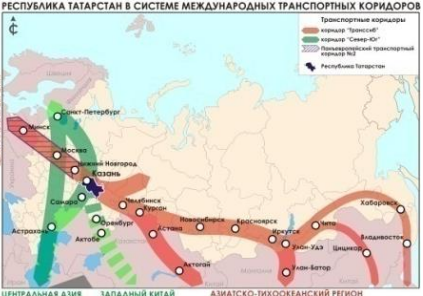 РЕСПУБЛИКА ТАТАРСТАН В СИСТЕМЕ МЕЖДУНАРОДНЫХ ТРАНСПОРТНЫХ КОРИДОРОВ
С
Транспортные коридоры
коридор "Транссиб"
коридор "Север-Юг"
Панъевропейский транспортный
коридор №2
Республика Татарстан
Финляндия
Санкт-Петербург
Минск
Москва
Нижний Новгород
Казань
Самара
Челябинск
Курган
Оренбург
Астрахань
Актобе
Астана
Новосибирск
Красноярск
Иркутск
Улан-Удэ
Чита
Хабаровск
Владивосток
Цицикар
Актогай
Улан-Батор
ЦЕНТРАЛЬНАЯ АЗИЯ
ЗАПАДНЫЙ КИТАЙ
АЗИАТСКО-ТИХООКЕАНСКИЙ РЕГИОН